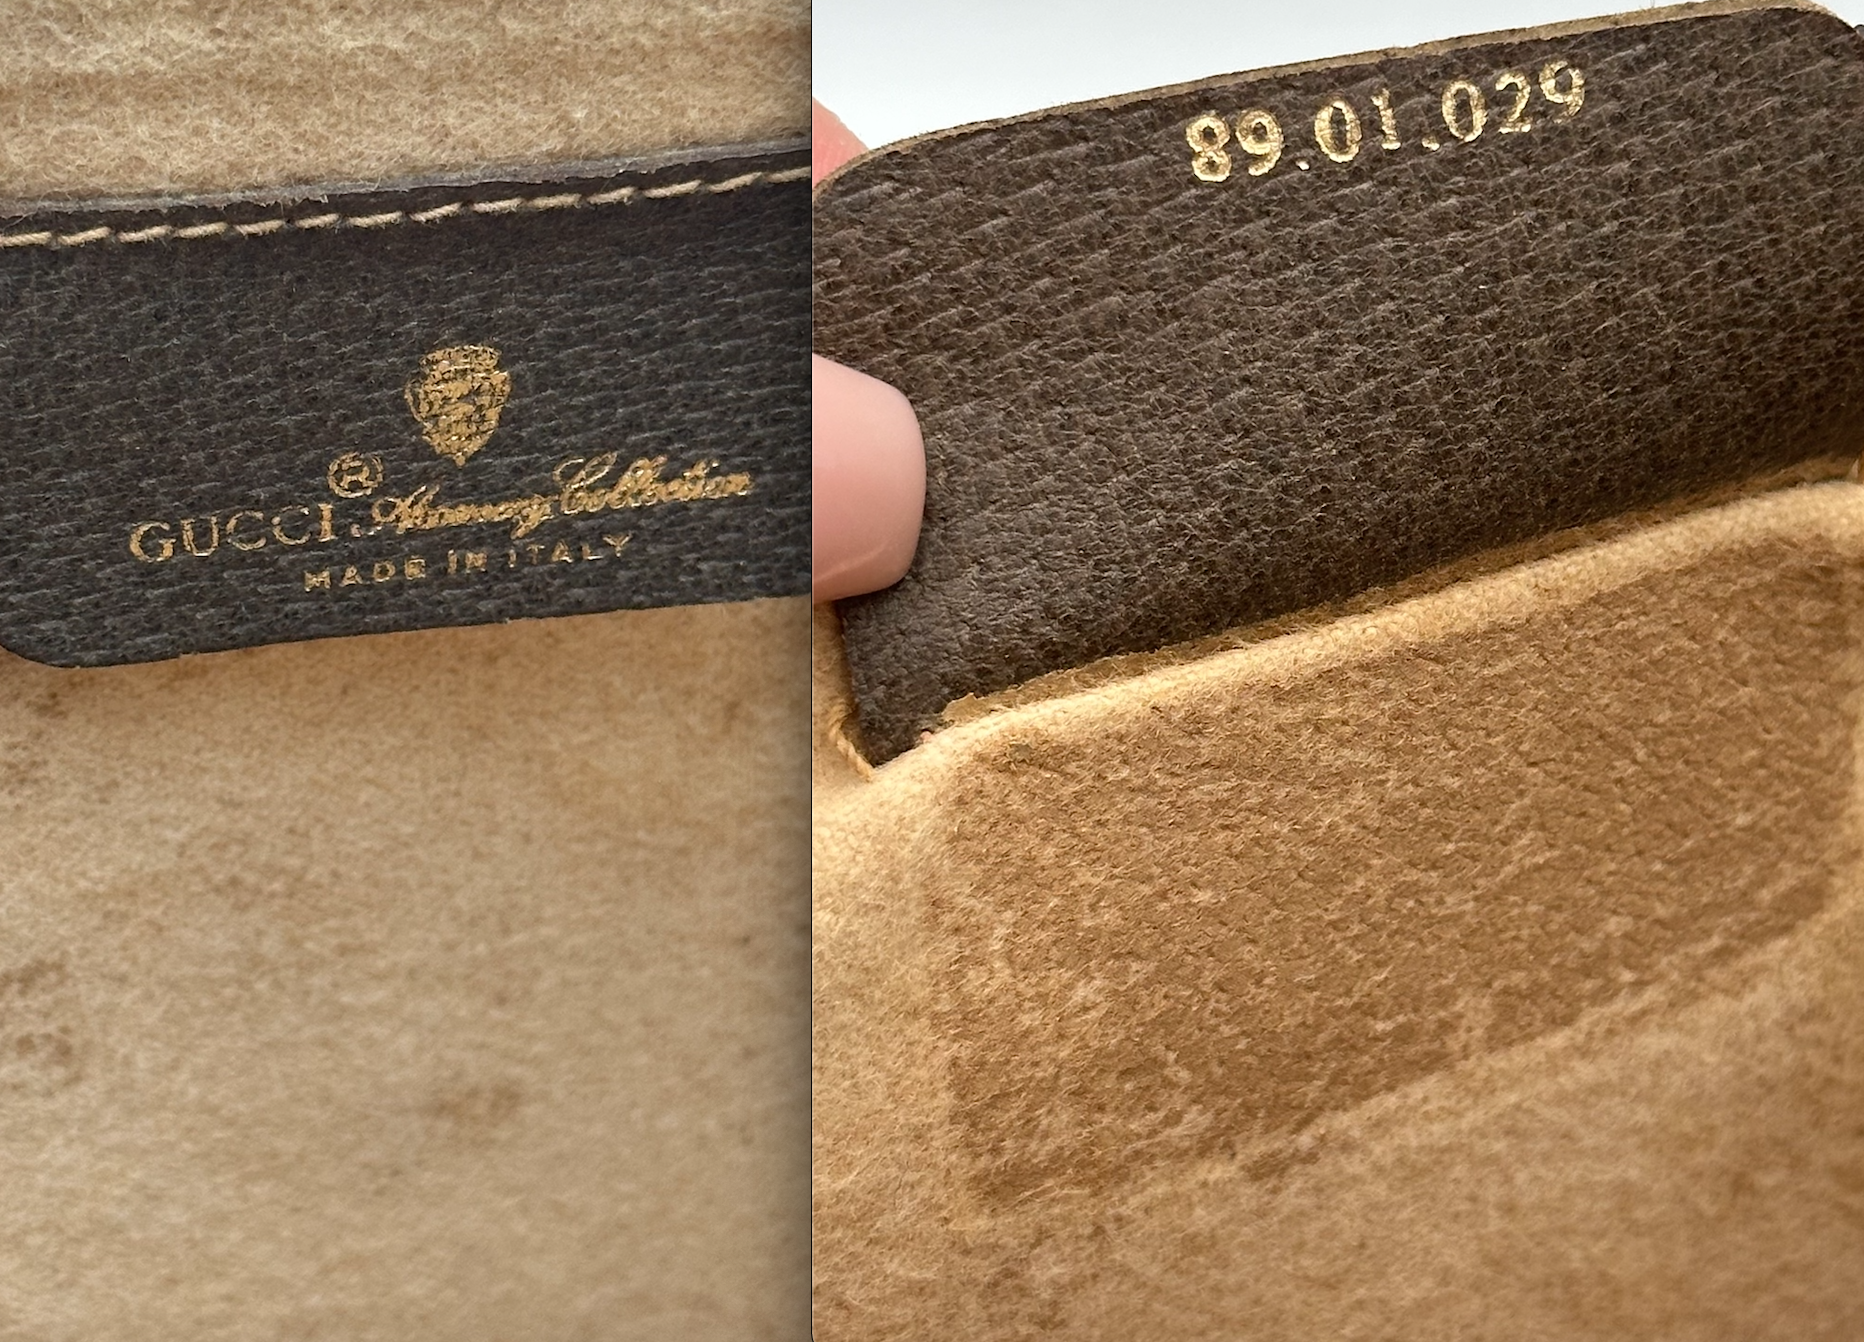 ®
GUCCI Accessory Collection
MADE IN ITALY
89.01.029